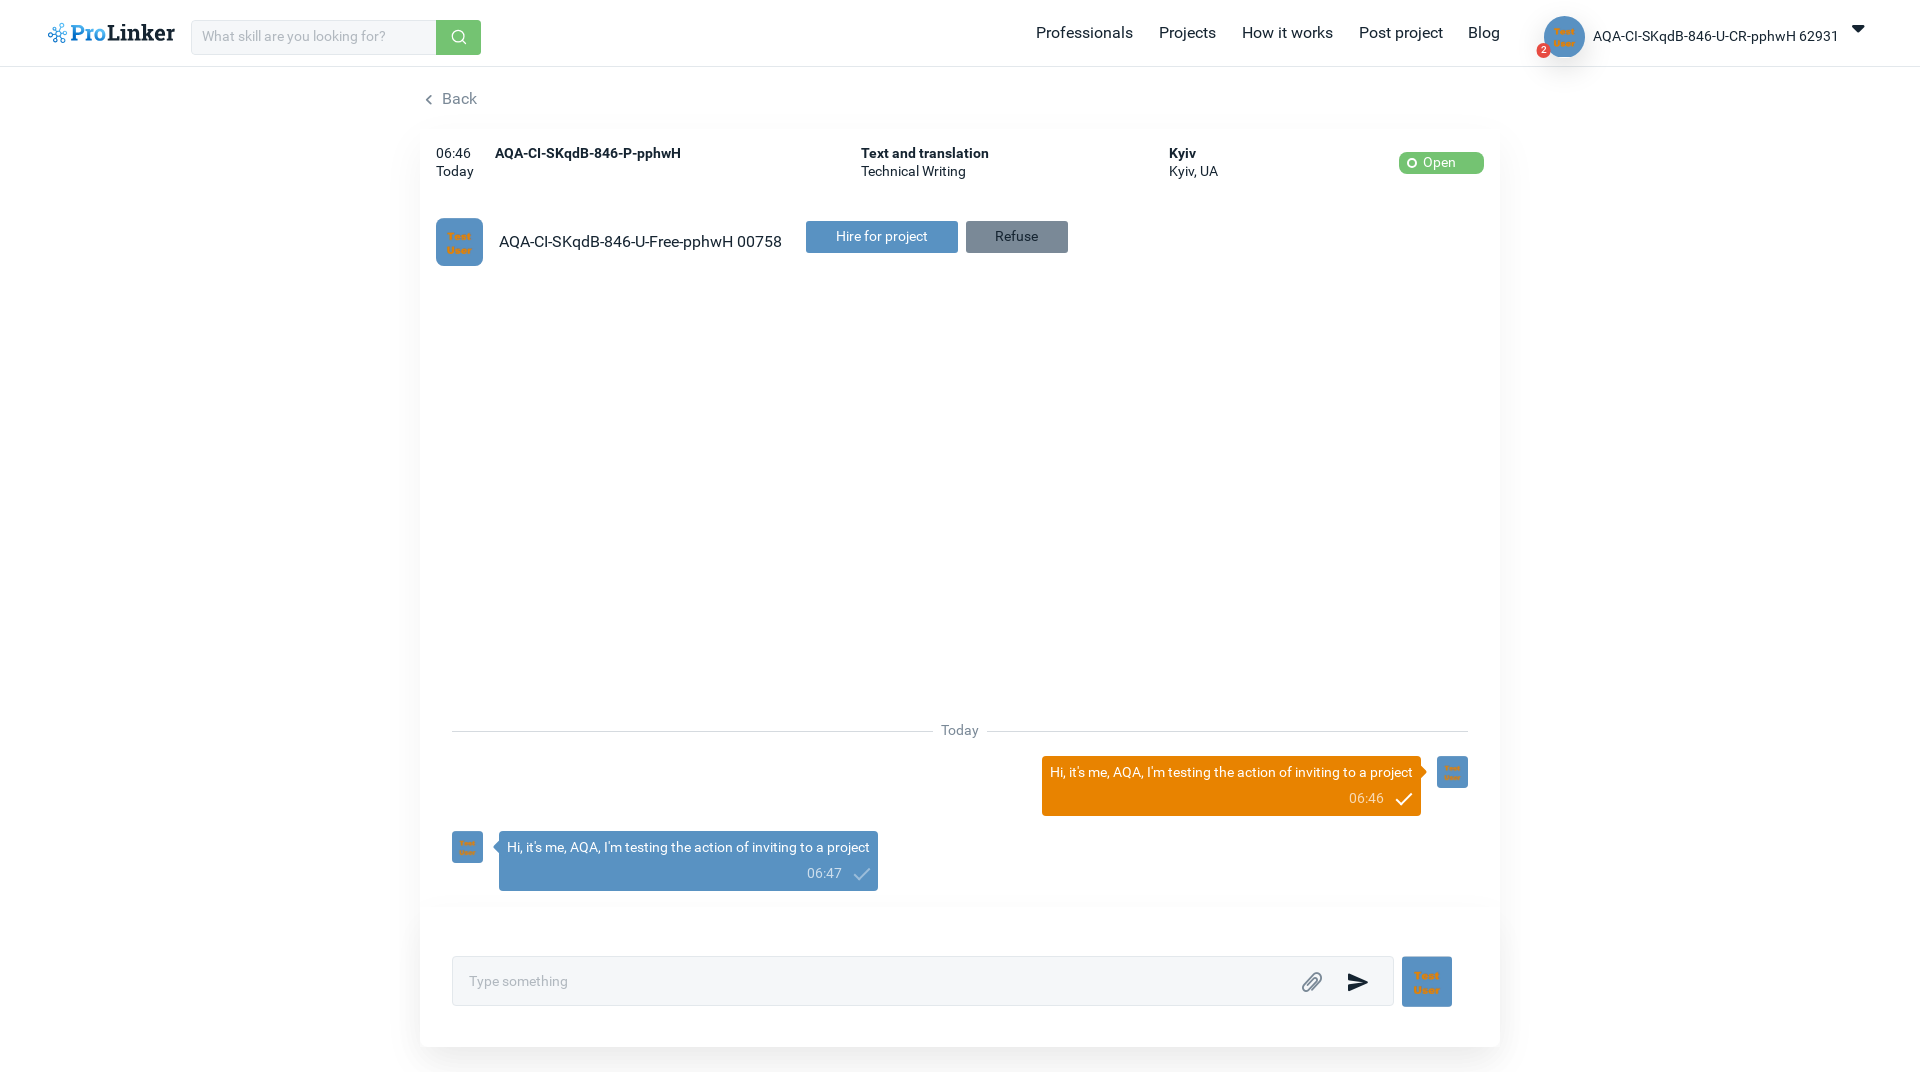 ProLinker
What skill are you looking for?
Professionals
Projects
How it works
Post project
Blog
Test
User
2
AQA-CI-SKqdB-846-U-CR-pphwH 62931
Back
06:46
Today
AQA-CI-SKqdB-846-P-pphwH
Text and translation
Technical Writing
Kyiv
Kyiv, UA
Open
Test
User
AQA-CI-SKqdB-846-U-Free-pphwH 00758
Hire for project
Refuse
Today
Hi, it's me, AQA, I'm testing the action of inviting to a project
06:46
Test
User
Test
User
Hi, it's me, AQA, I'm testing the action of inviting to a project
06:47
Type something
Test
User